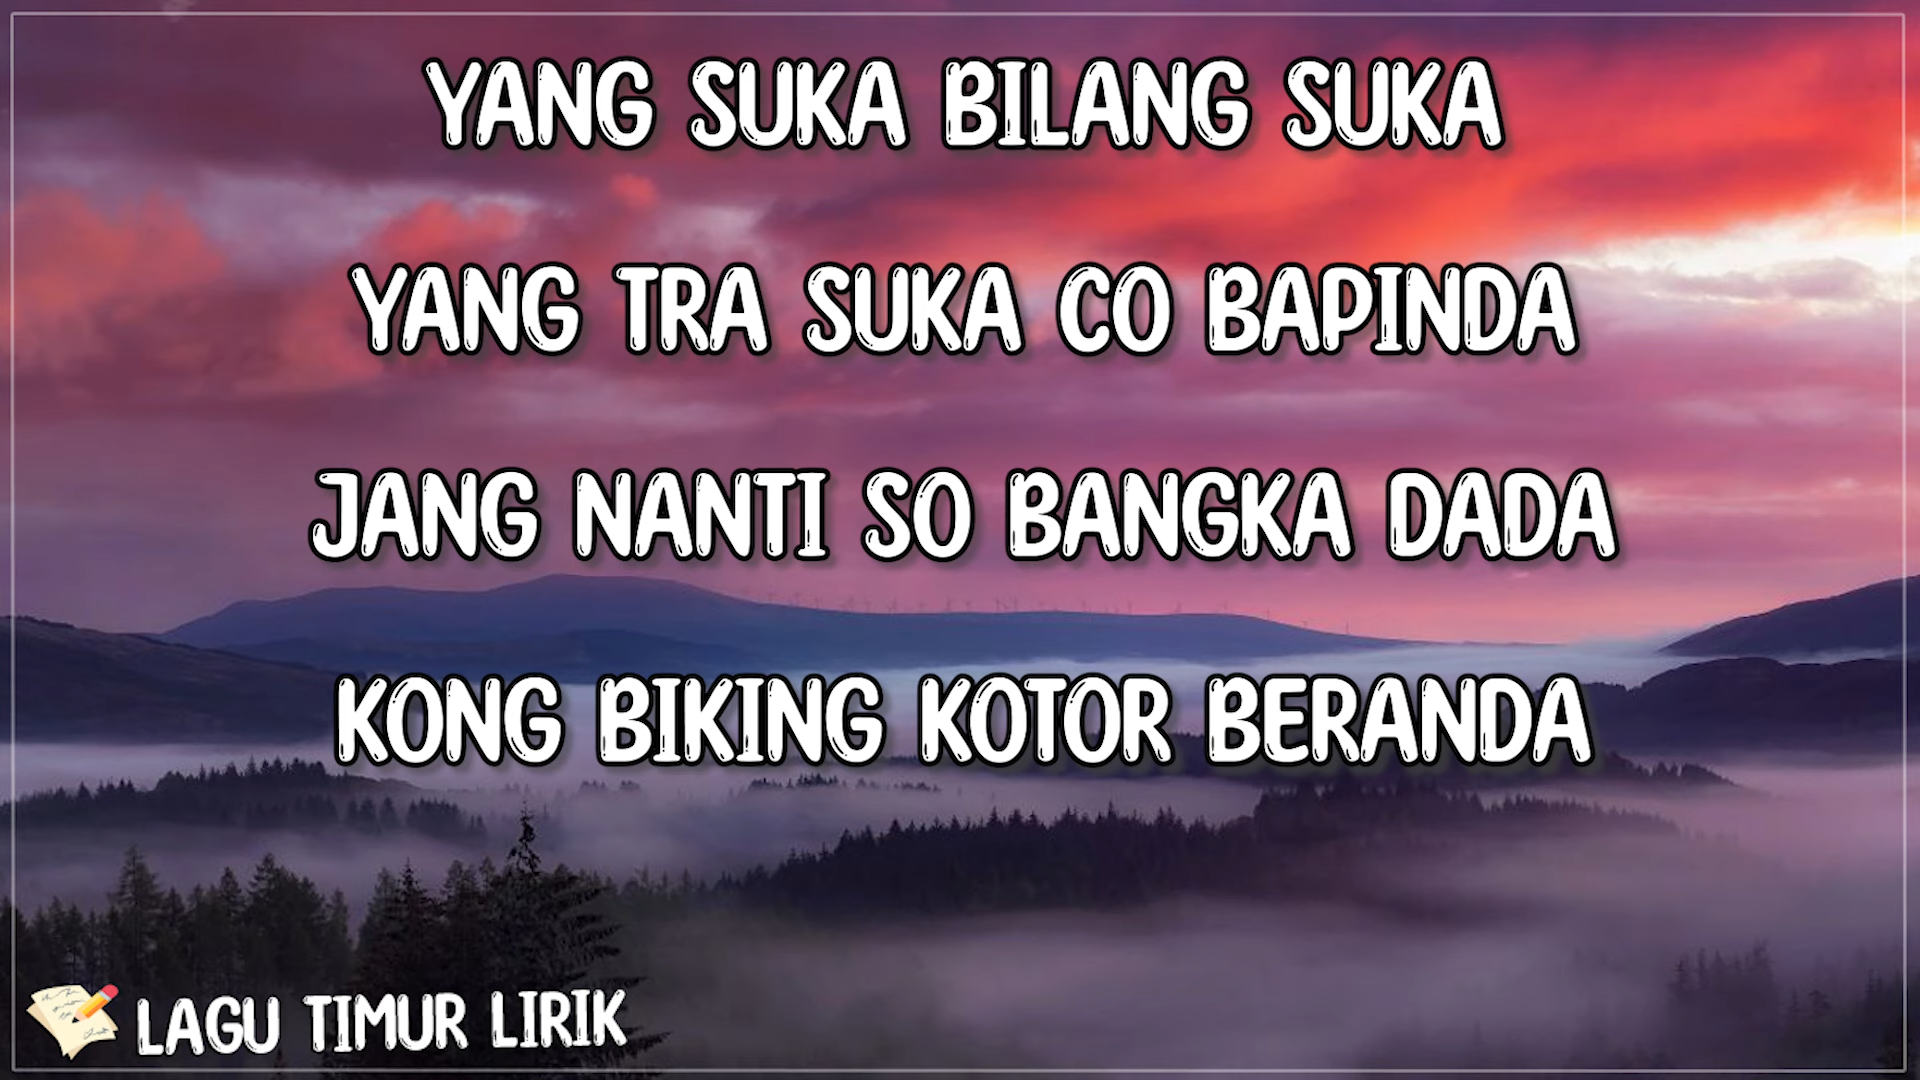 YANG SUKA BILANG SUKA
YANG TRA SUKA CO BAPINDA
JANG NANTI SO BANGKA DADA
KONG BIKING KOTOR BERANDA
LAGU TIMUR LIRIK